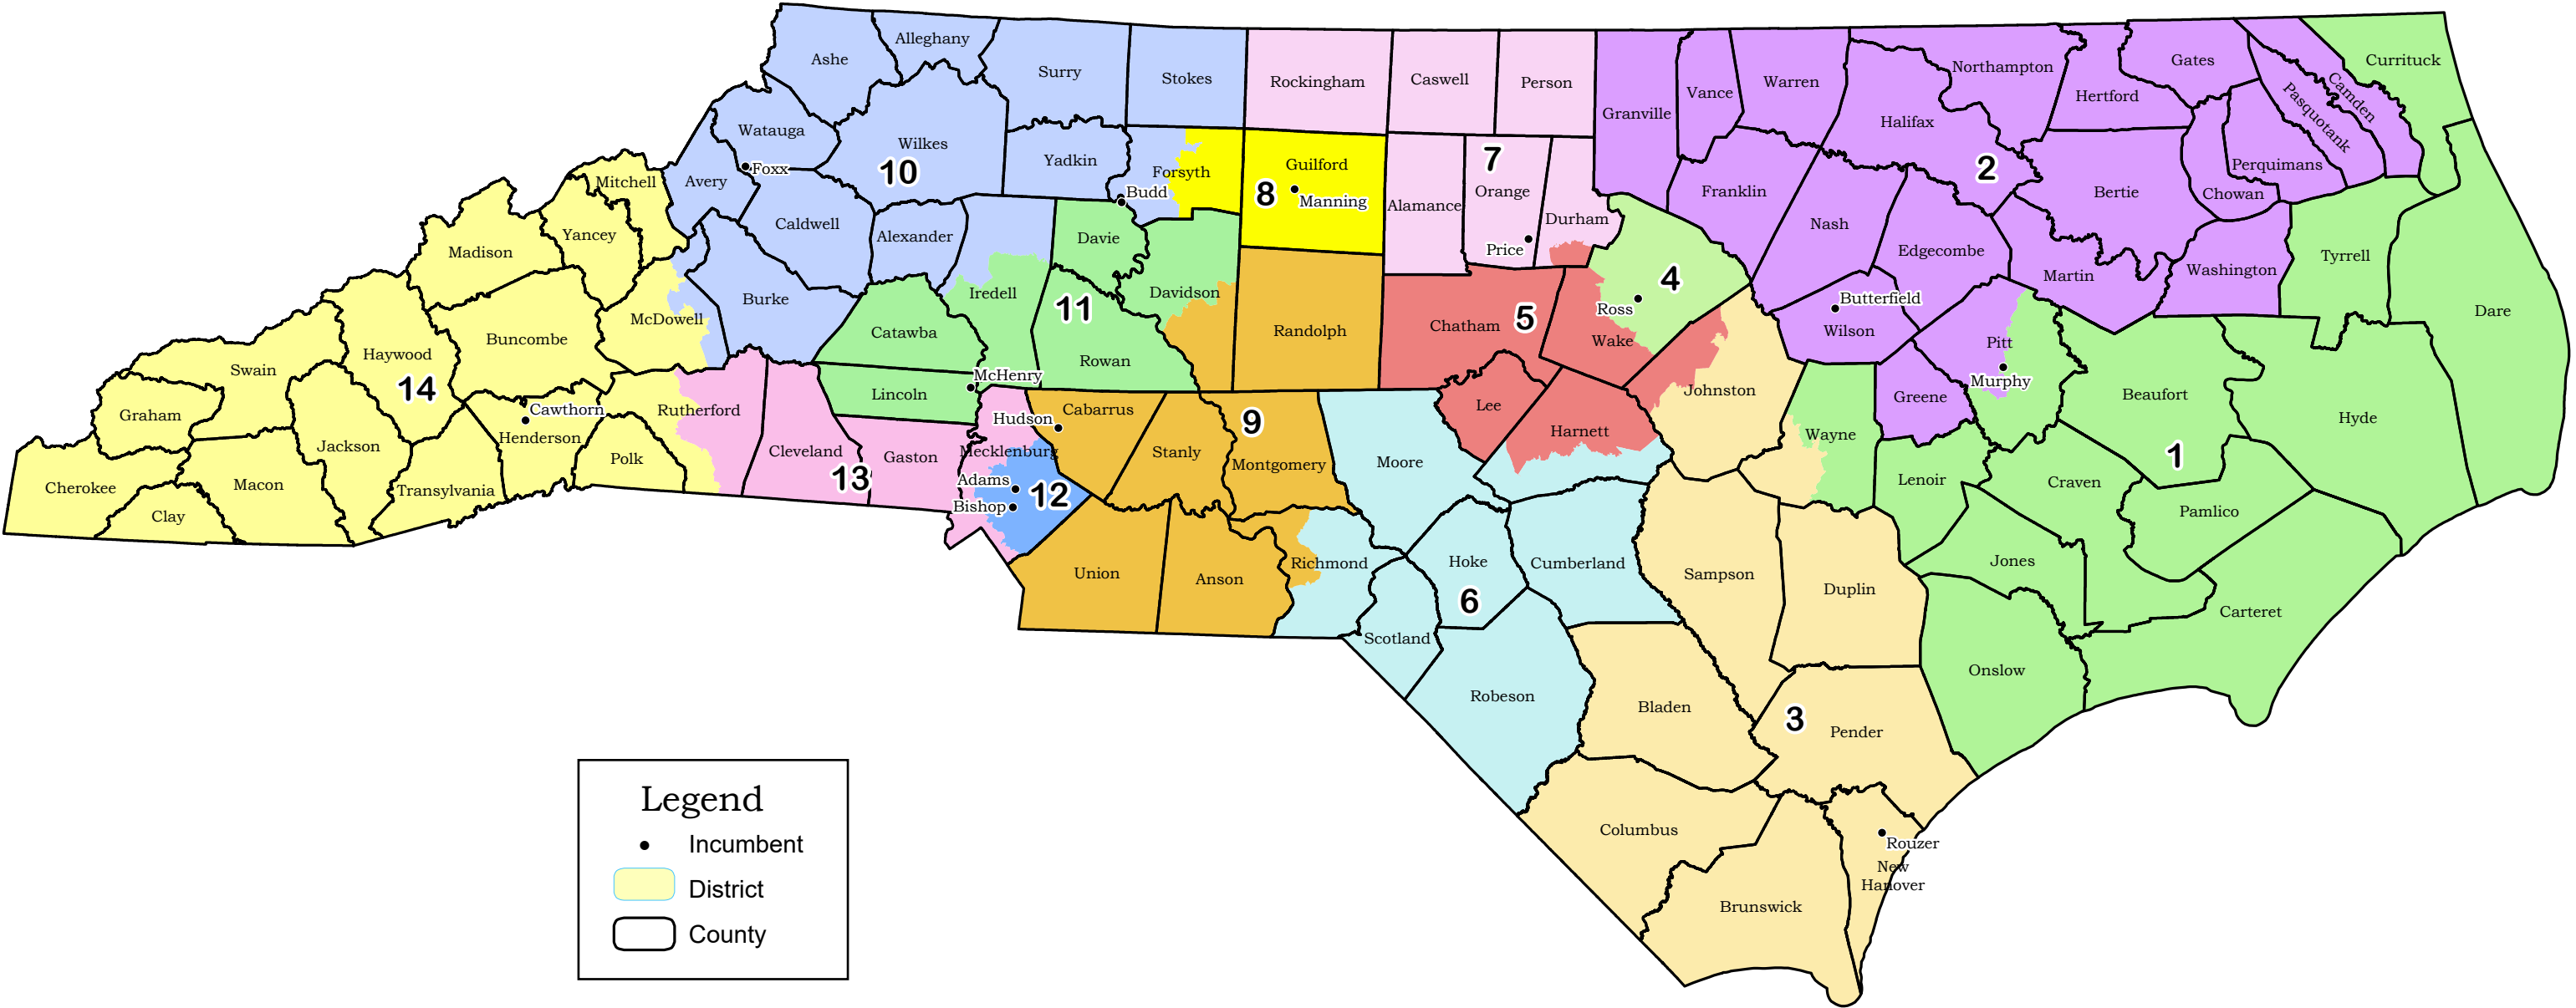 Ashe
Alleghany
Surry
Stokes
Rockingham
Caswell
Person
Granville
Vance
Warren
Northampton
Halifax
Hertford
Gates
Camden
Pasquotank
Currituck
Perquimans
Chowan
Bertie
2
Watauga
Foxx
Wilkes
10
Yadkin
Forsyth
Budd
Guilford
8
Manning
7
Orange
Alamance
Durham
Price
Franklin
Nash
Edgecombe
Martin
Washington
Tyrrell
Dare
Mitchell
Avery
Caldwell
Alexander
Davie
Yancey
Madison
Iredell
Davidson
4
Ross
Butterfield
Wilson
Pitt
Murphy
McDowell
Burke
Catawba
11
Rowan
Randolph
Chatham
5
Wake
Buncombe
Haywood
14
Swain
Graham
Jackson
Cawthorn
Henderson
Rutherford
Polk
Lincoln
McHenry
Hudson
Cabarrus
9
Stanly
Montgomery
Moore
Lee
Harnett
Johnston
Wayne
Greene
Beaufort
1
Hyde
Cherokee
Clay
Macon
Transylvania
Cleveland
13
Gaston
Mecklenburg
Adams
Bishop
12
Lenoir
Craven
Pamlico
Jones
Union
Anson
Richmond
Hoke
6
Cumberland
Sampson
Duplin
Carteret
Scotland
Robeson
Bladen
3
Pender
Onslow
Columbus
Rouzer
New
Hanover
Brunswick
Legend
Incumbent
District
County